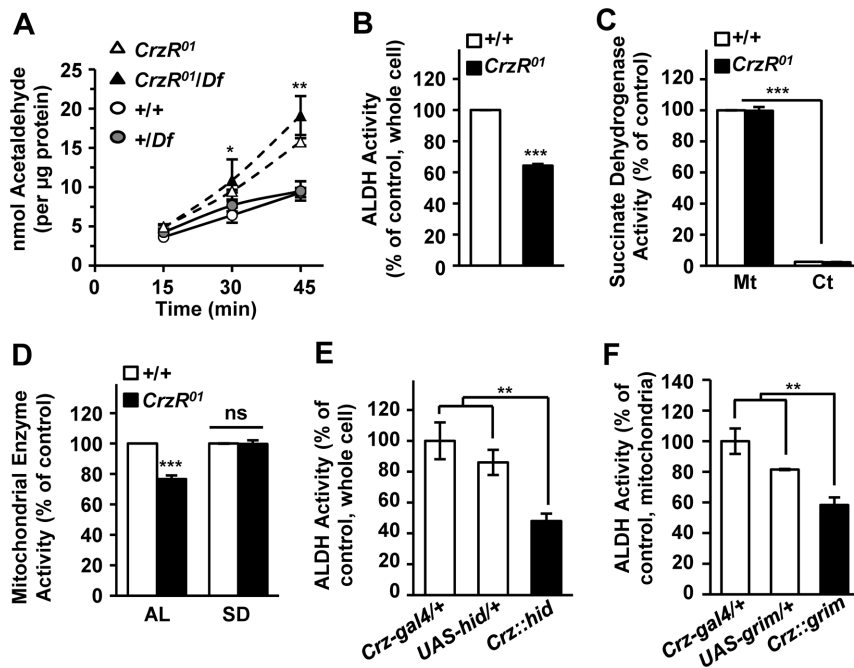 A
CrzR01
CrzR01/Df
+/+
+/Df
nmol Acetaldehyde
(per µg protein)
25
20
15
10
5
0
*
**
0 15 30 45
Time (min)
B
+/+
CrzR01
ALDH Activity
(% of control, whole cell)
120
100
80
60
40
20
0
***
C
+/+
CrzR01
Succinate Dehydrogenase
Activity (% of control)
120
100
80
60
40
20
0
***
Mt Ct
D
+/+
CrzR01
Mitochondrial Enzyme
Activity (% of control)
120
100
80
60
40
20
0
***
ns
AL SD
E
ALDH Activity (% of
control, whole cell)
120
100
80
60
40
20
0
**
Crz-gal4/+
UAS-hid/+
Crz::hid
F
ALDH Activity (% of
control, mitochondria)
140
120
100
80
60
40
20
0
**
Crz-gal4/+
UAS-grim/+
Crz::grim